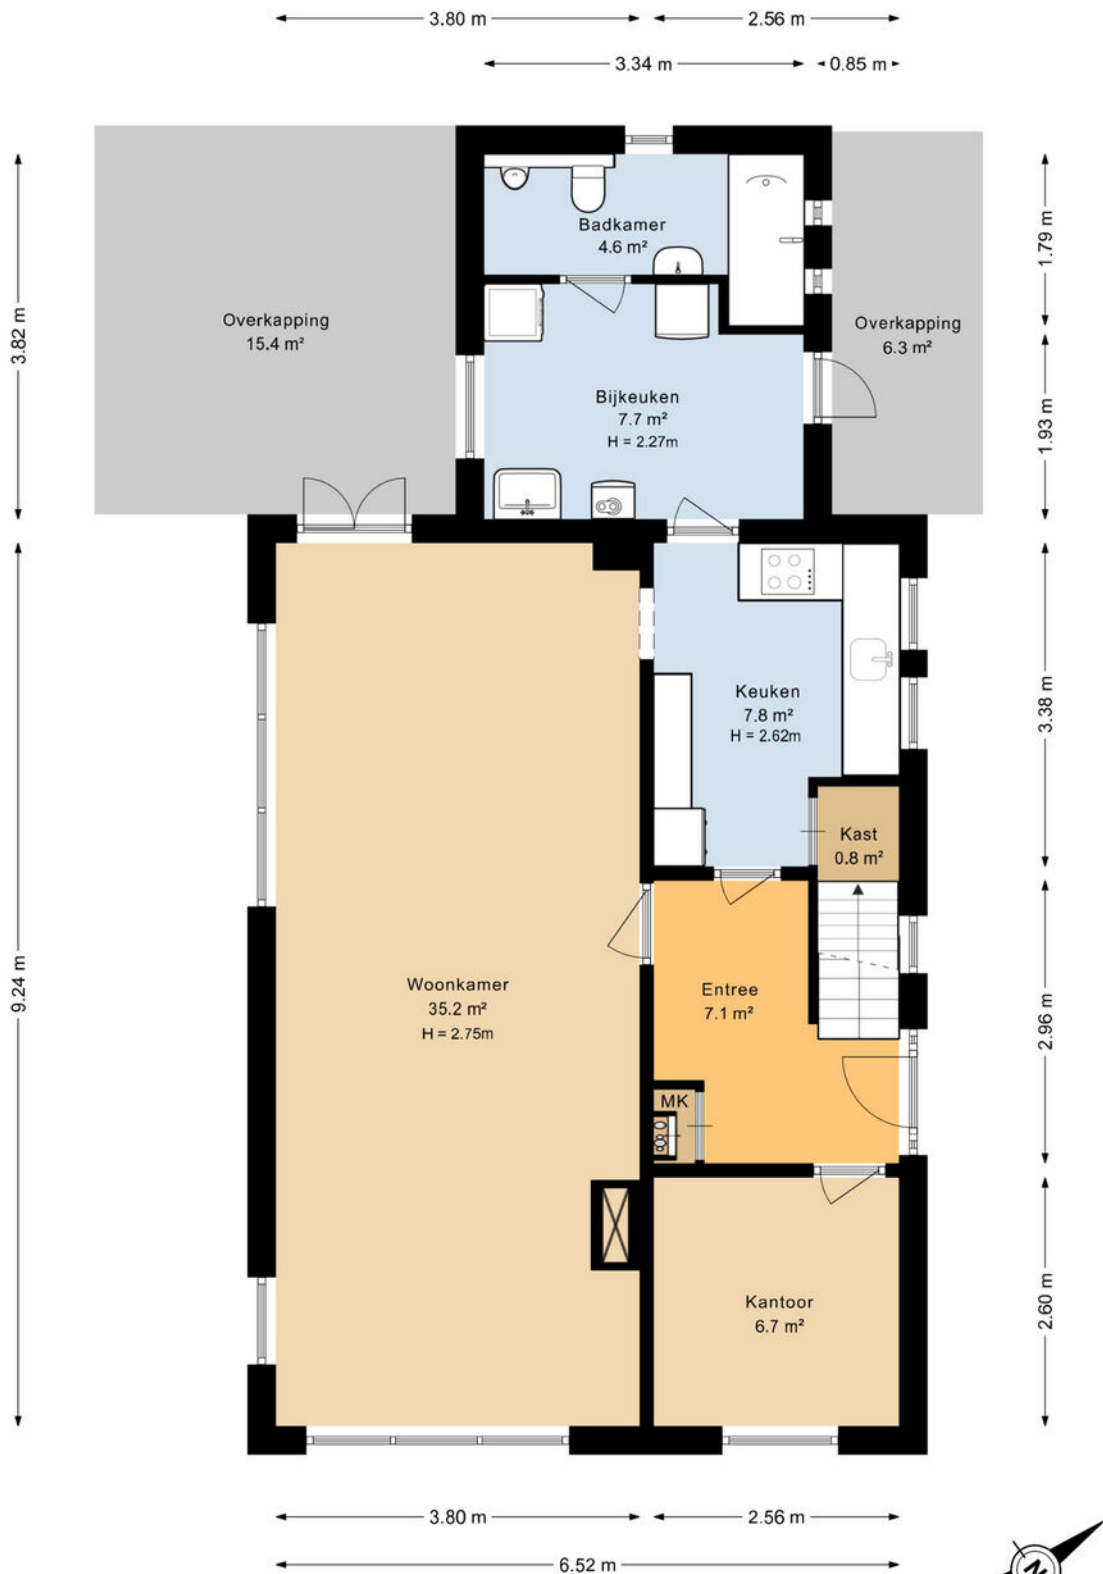 3.80 m
2.56 m
3.34 m
0.85 m
Badkamer
4.6 m²
1.79 m
3.82 m
Overkapping
15.4 m²
Overkapping
6.3 m²
Bijkeuken
7.7 m²
H = 2.27m
1.93 m
Keuken
7.8 m²
H = 2.62m
3.38 m
Kast
0.8 m²
9.24 m
Woonkamer
35.2 m²
H = 2.75m
Entree
7.1 m²
2.96 m
MK
Kantoor
6.7 m²
2.60 m
3.80 m
2.56 m
6.52 m
N